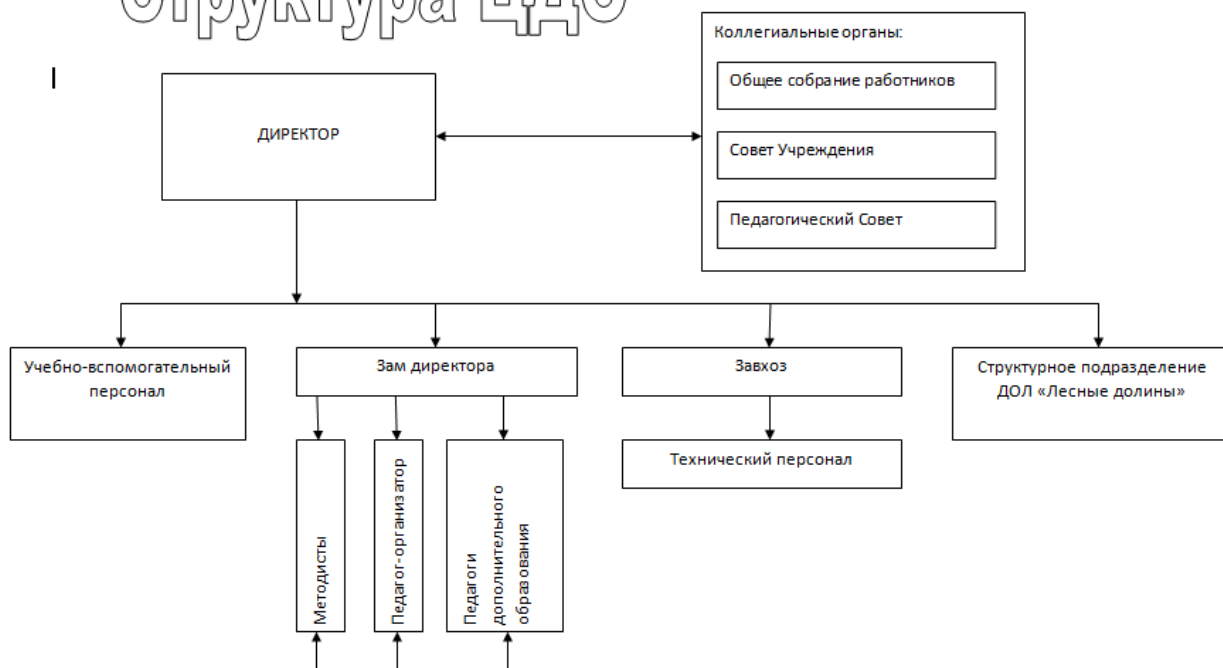 Структура ЦДО
Коллегиальные органы:
Общее собрание работников
ДИРЕКТОР
Совет Учреждения
Педагогический Совет
Учебно-вспомогательный
персонал
Зам директора
Завхоз
Структурное подразделение
ДОЛ «Лесные долины»
Технический персонал
Методисты
Педагог-организатор
Педагоги
дополнительного
образования